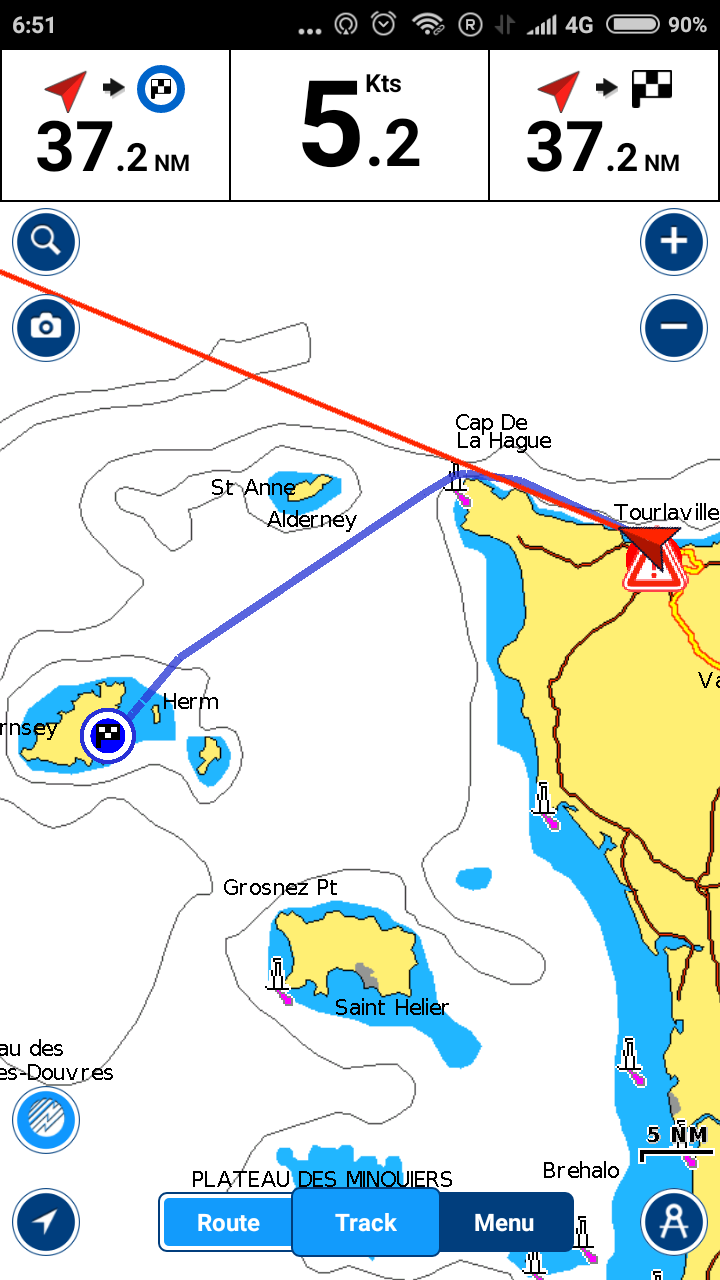 6:51
... R 4G 90%
37.2 NM
5.2 Kts
37.2 NM
Cap De
La Hague
St Anne
Alderney
Tourlaville
Va
Herm
rnsey
Grosnez Pt
Saint Helier
au des
es-Douvres
5 NM
PLATEAU DES MINQUIERS
Brehalo
Route Track Menu